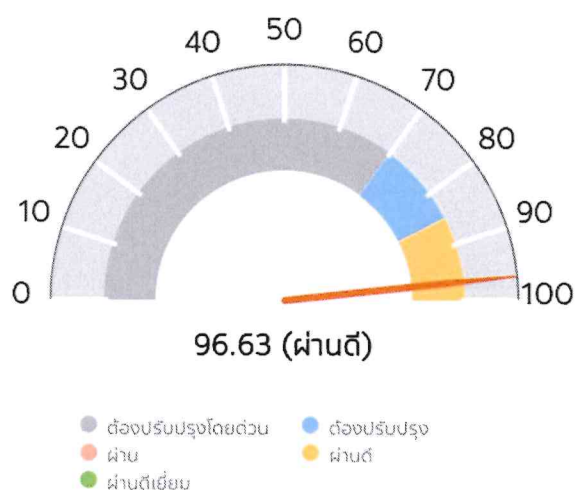 50
40 60
30 70
20 80
10 90
0 100
96.63 (ผ่านดี)
ต้องปรับปรุงโดยด่วน ต้องปรับปรุง
ผ่าน ผ่านดี
ผ่านดีเยี่ยม